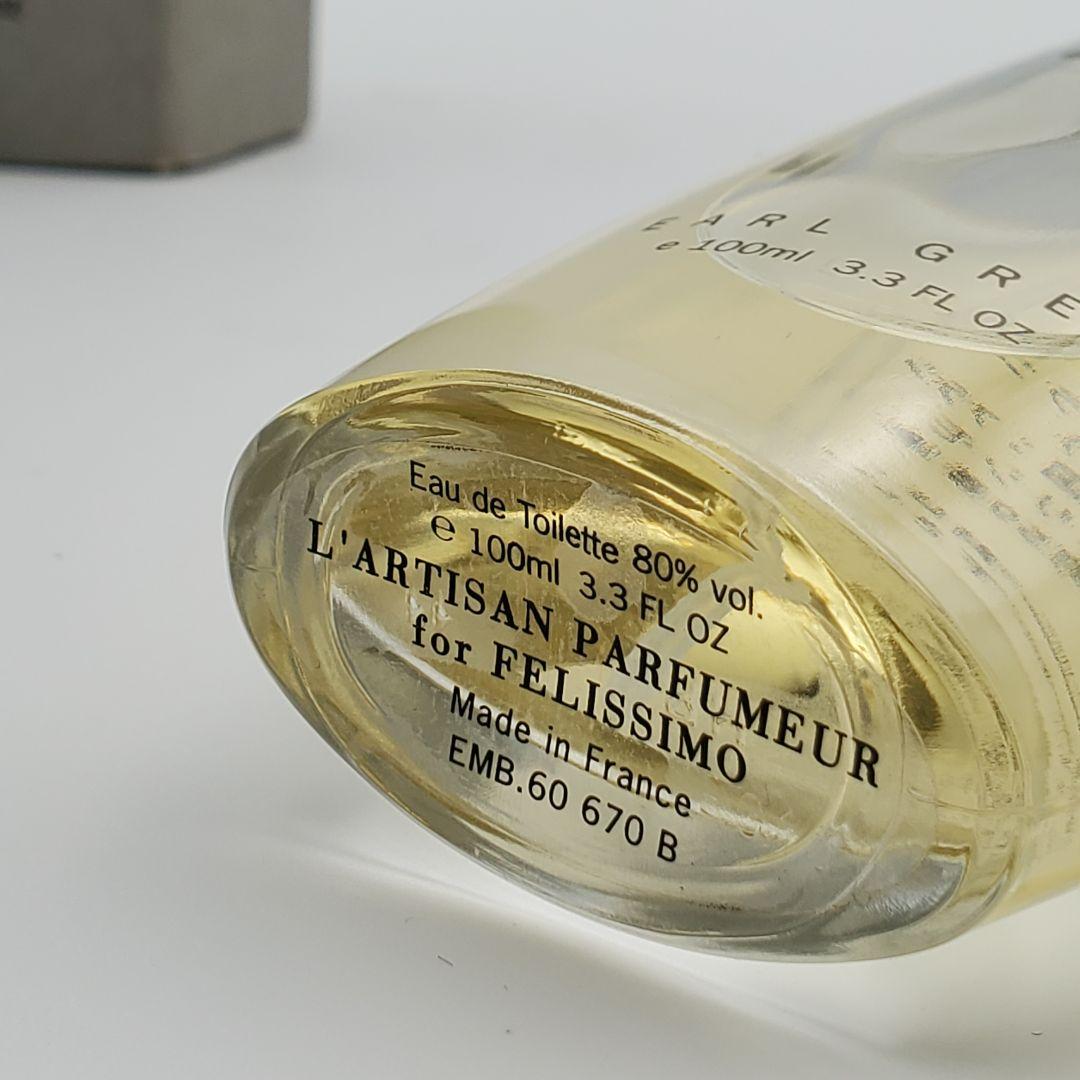 EARL GRE
e 100ml 3.3 FL OZ
Eau de Toilette 80% vol.
℮ 100ml 3.3 FL OZ
L'ARTISAN PARFUMEUR
for FELISSIMO
Made in France
EMB.60 670 B